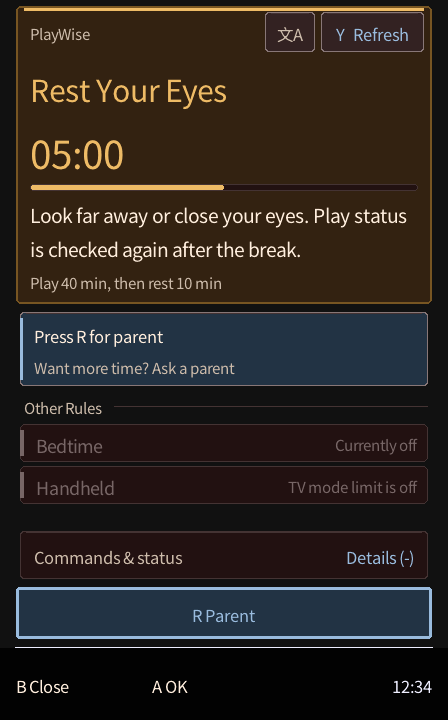 PlayWise
文A
Y Refresh
Rest Your Eyes
05:00
Look far away or close your eyes. Play status
is checked again after the break.
Play 40 min, then rest 10 min
Press R for parent
Want more time? Ask a parent
Other Rules
Bedtime
Currently off
Handheld
TV mode limit is off
Commands & status
Details (-)
R Parent
B Close
A OK
12:34